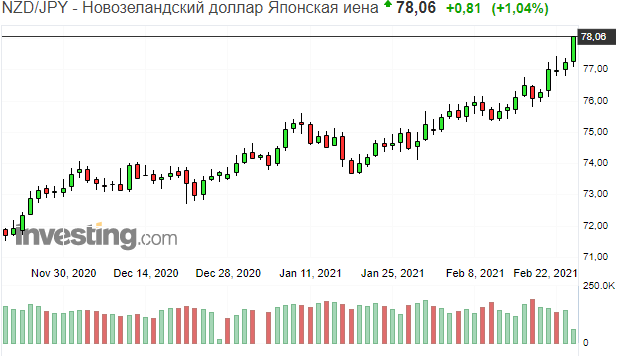 NZD/JPY - Новозеландский доллар Японская иена 78,06 +0,81 (+1,04%)
78,06
77,00
76,00
75,00
74,00
73,00
72,00
Investing.com
71,00
Nov 30, 2020 Dec 14, 2020 Dec 28, 2020 Jan 11, 2021 Jan 25, 2021 Feb 8, 2021 Feb 22, 2021
250.0K
0